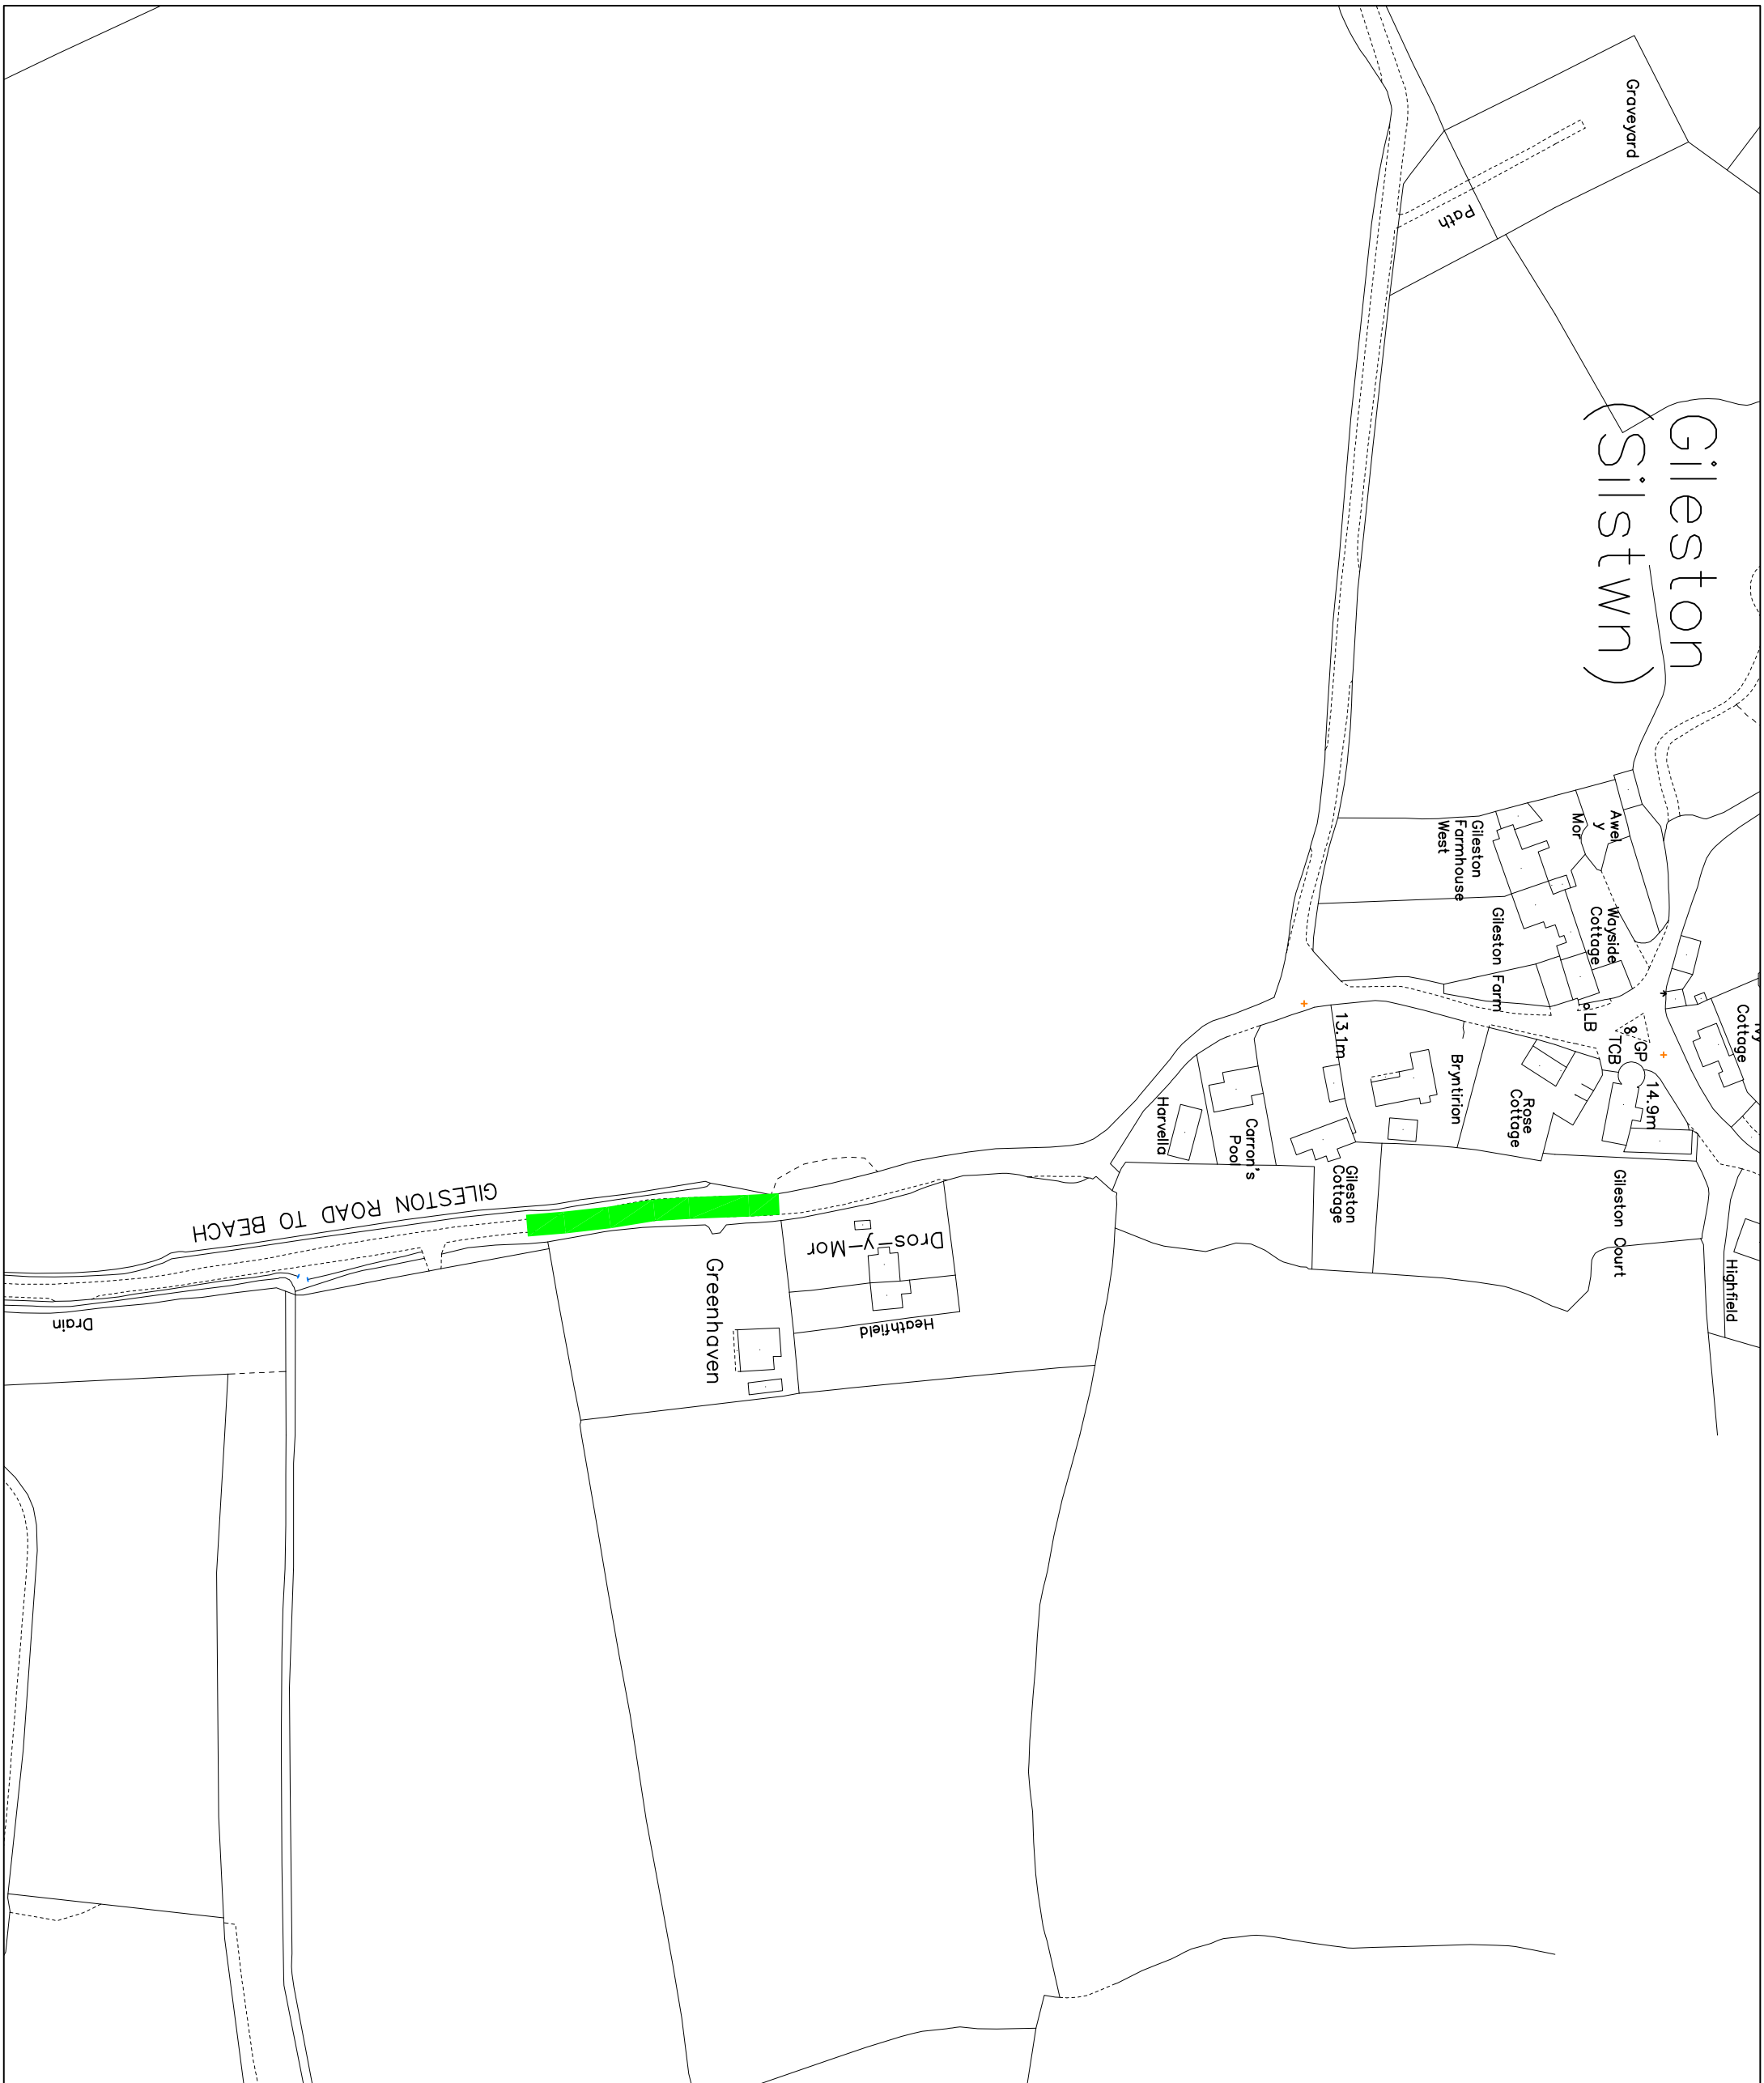 Graveyard
Path
Gileston
(Silstwn)
Awel
y
Mor
Gileston
Farmhouse
West
Wayside
Cottage
Gileston Farm
LB
GP
& TCB
14.9m
Cottage
13.1m
Bryntirion
Rose
Cottage
Harvella
Carron's
Pool
Gileston
Cottage
Gileston Court
Highfield
GILESTON ROAD TO BEACH
Dros-y-Mor
Heathfield
Greenhaven
Drain